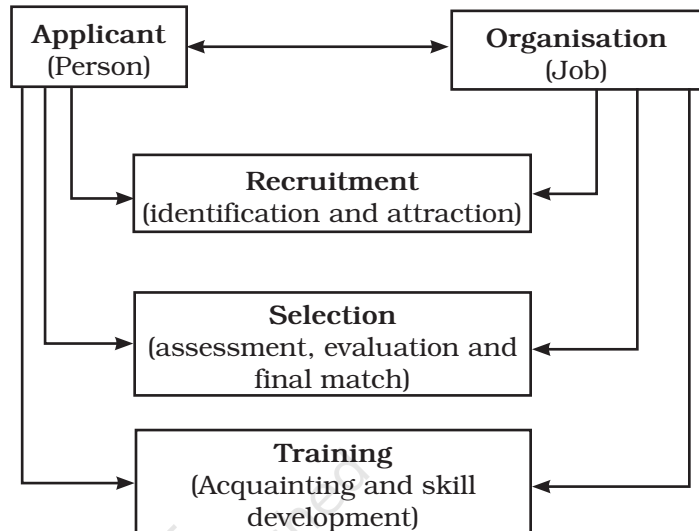 Applicant
(Person)
Organisation
(Job)
Recruitment
(identification and attraction)
Selection
(assessment, evaluation and
final match)
Training
(Acquainting and skill
development)